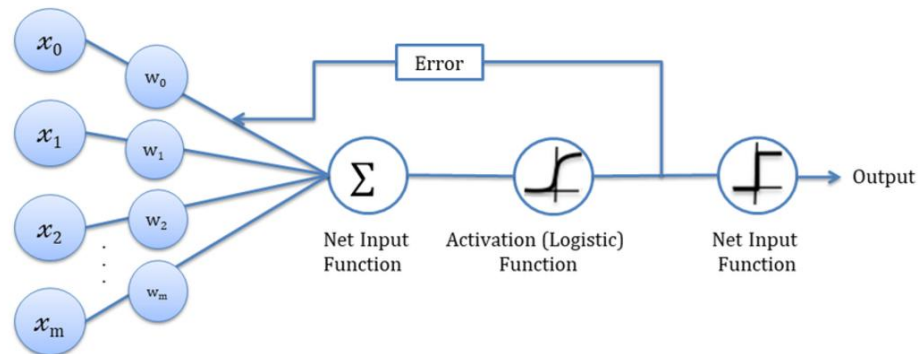 x₀
w₀
Error
x₁
w₁
Σ
Output
x₂
w₂
Net Input
Function
Activation (Logistic)
Function
Net Input
Function
wₘ
xₘ